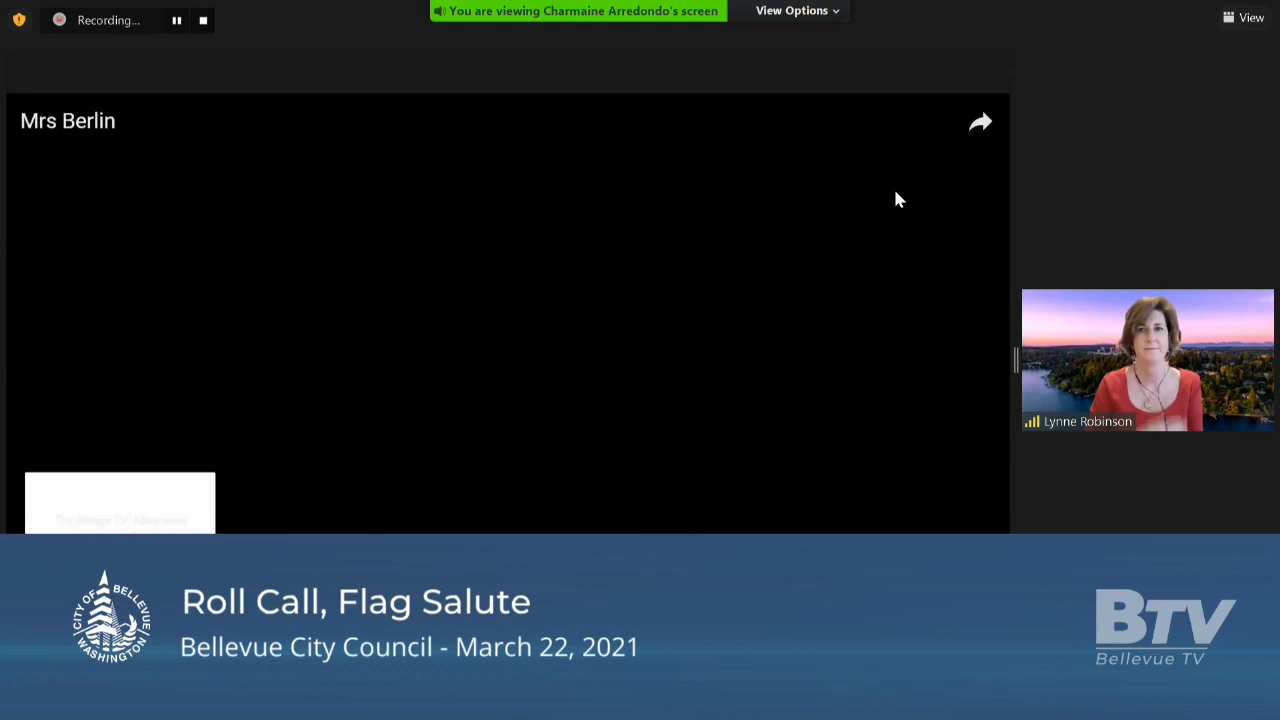 Recording...
You are viewing Charmaine Arredondo's screen
View Options
View
Mrs Berlin
Lynne Robinson
Roll Call, Flag Salute
Bellevue City Council - March 22, 2021
CITY OF BELLEVUE
WASHINGTON
BTV
Bellevue TV